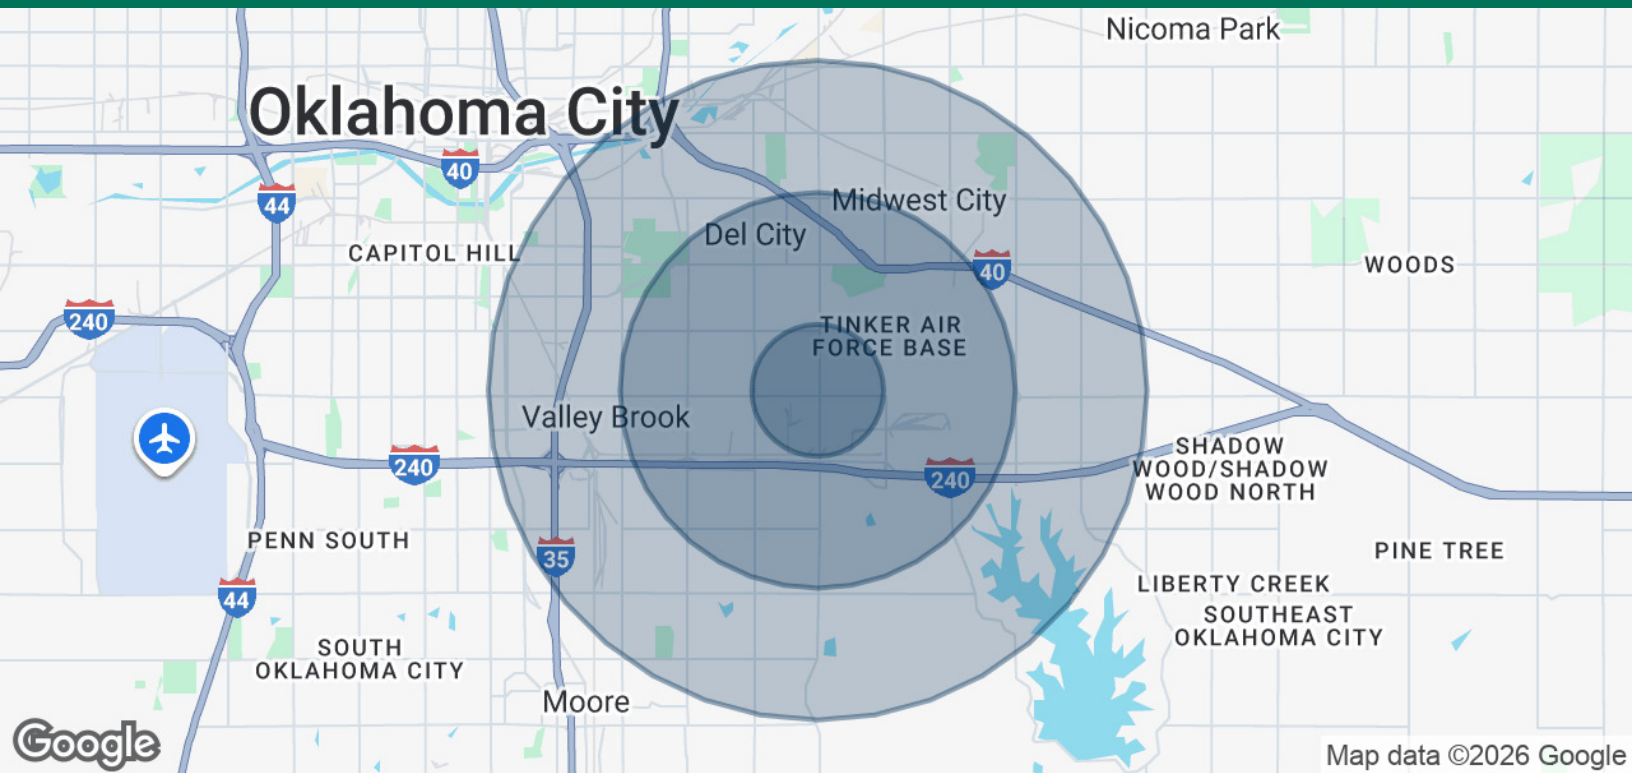 Nicoma Park
Oklahoma City
40
44
Midwest City
Del City
CAPITOL HILL
WOODS
40
240
TINKER AIR
FORCE BASE
Valley Brook
240
240
SHADOW
WOOD/SHADOW
WOOD NORTH
PENN SOUTH
35
PINE TREE
44
LIBERTY CREEK
SOUTHEAST
OKLAHOMA CITY
SOUTH
OKLAHOMA CITY
Moore
Google
Map data ©2026 Google